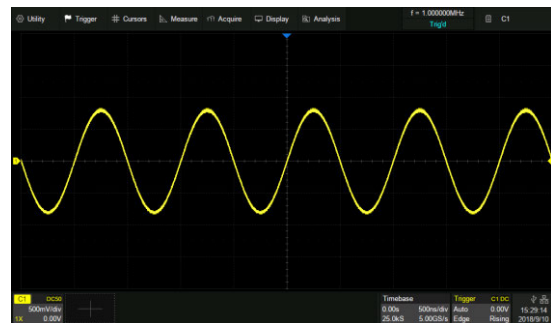 Utility Trigger Cursors Measure Acquire Display Analysis f = 1.000000MHz C1
Trig'd
C1 DC50 Timebase Trigger C1 DC
500mV/div 0.00s 500ns/div Auto 0.00V 15:29:14
1X 0.00V 25.0kS 5.00GS/s Edge Rising 2018/9/10